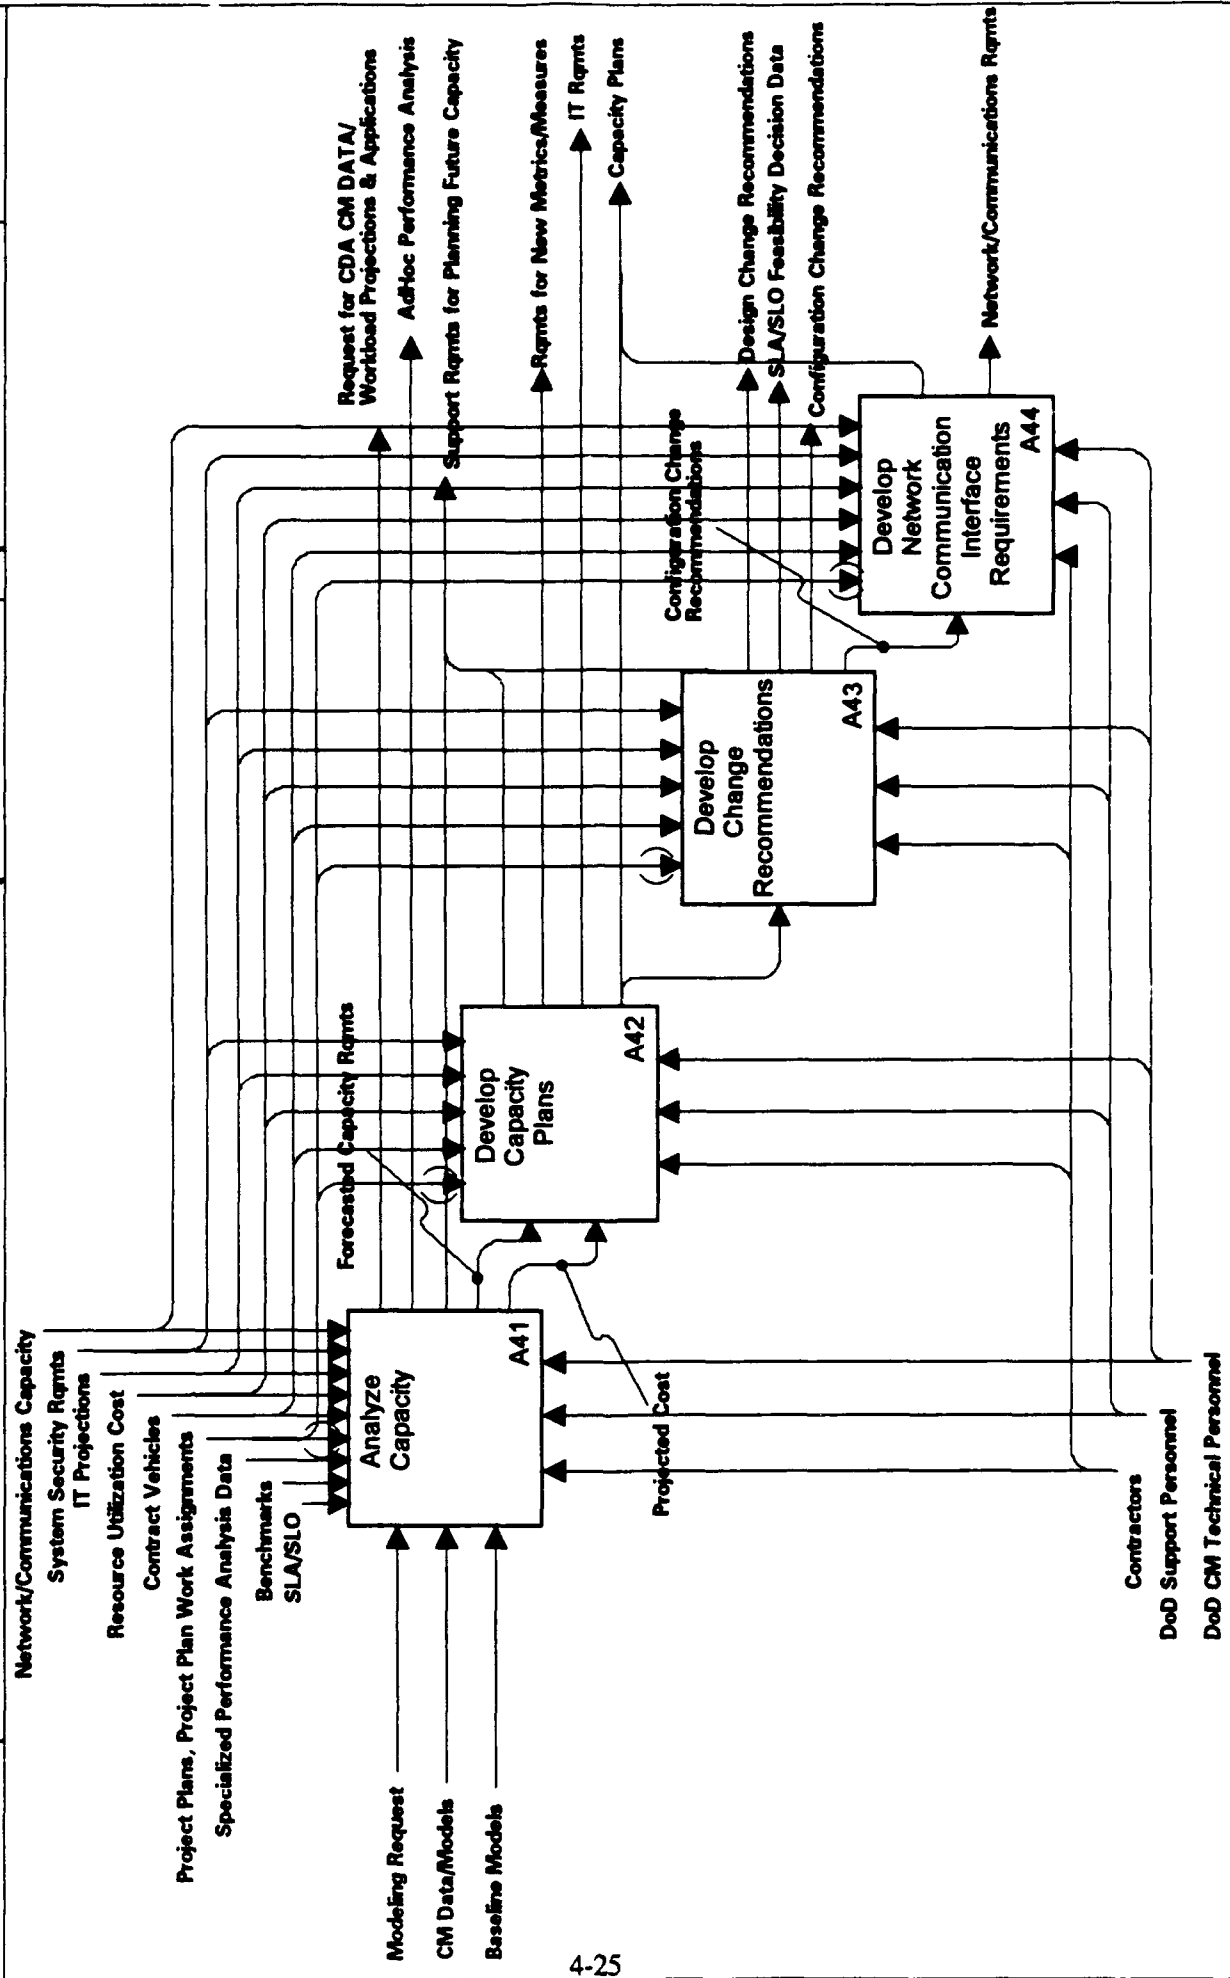 Network/Communications Capacity
System Security Rqmts
IT Projections
Resource Utilization Cost
Contract Vehicles
Project Plans, Project Plan Work Assignments
Specialized Performance Analysis Data
Benchmarks
SLA/SLO
Modeling Request
CM Data/Models
Baseline Models
Analyze
Capacity
A41
Forecasted Capacity Rqmts
Projected Cost
Develop
Capacity
Plans
A42
Develop
Change
Recommendations
A43
Configuration Change
Recommendations
Develop
Network
Communication
Interface
Requirements
A44
Request for CDA CM DATA/
Workload Projections & Applications
AdHoc Performance Analysis
Support Rqmts for Planning Future Capacity
Rqmts for New Metrics/Measures
IT Rqmts
Capacity Plans
Design Change Recommendations
SLA/SLO Feasibility Decision Data
Configuration Change Recommendations
Network/Communications Rqmts
Contractors
DoD Support Personnel
DoD CM Technical Personnel
4-25